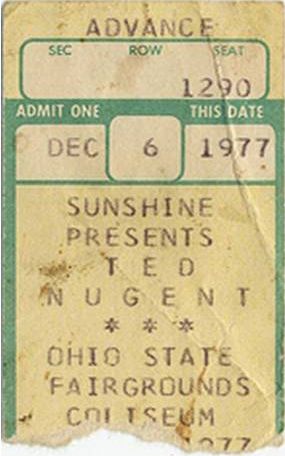 ADVANCE
SEC ROW SEAT
1290
ADMIT ONE THIS DATE
DEC 6 1977
SUNSHINE
PRESENTS
TED
NUGENT
* * *
OHIO STATE
FAIRGROUNDS
COLISEUM
1977